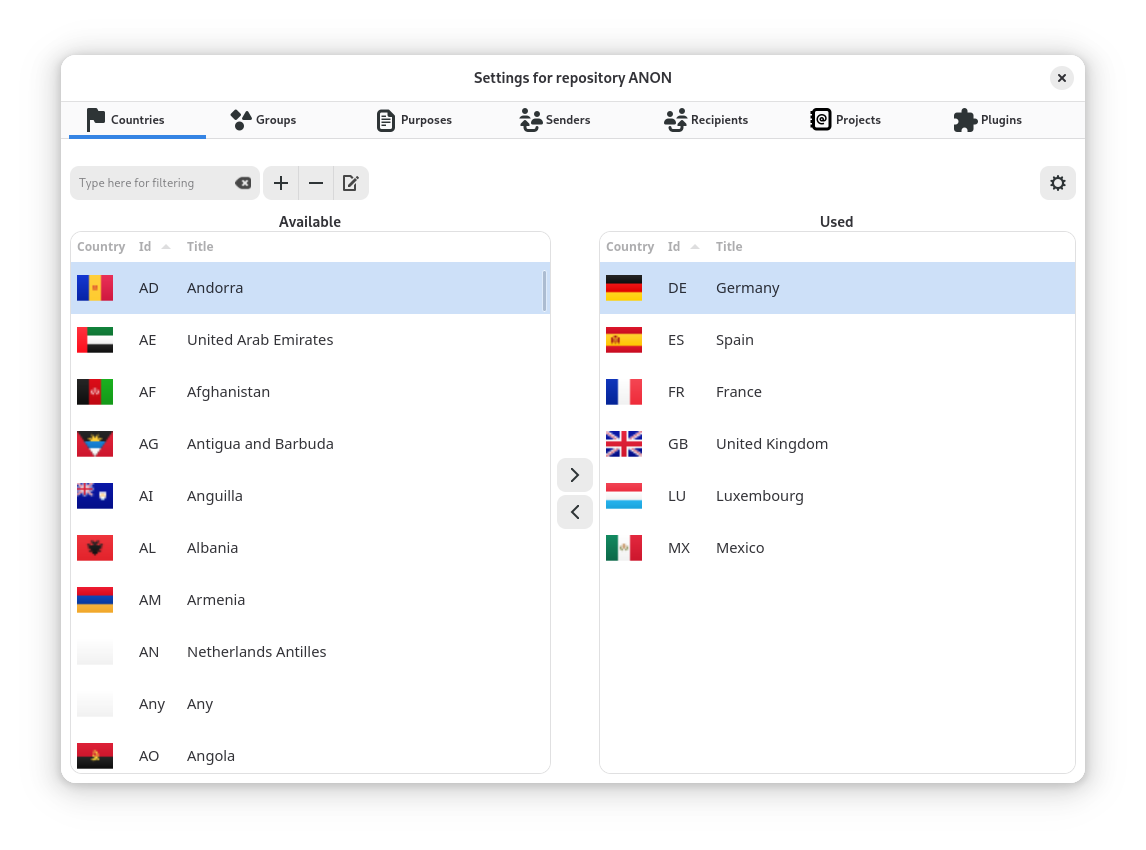 Settings for repository ANON
Countries Groups Purposes Senders Recipients Projects Plugins
Type here for filtering
Available
Country Id Title
AD Andorra
AE United Arab Emirates
AF Afghanistan
AG Antigua and Barbuda
AI Anguilla
AL Albania
AM Armenia
AN Netherlands Antilles
Any Any
AO Angola
Used
Country Id Title
DE Germany
ES Spain
FR France
GB United Kingdom
LU Luxembourg
MX Mexico